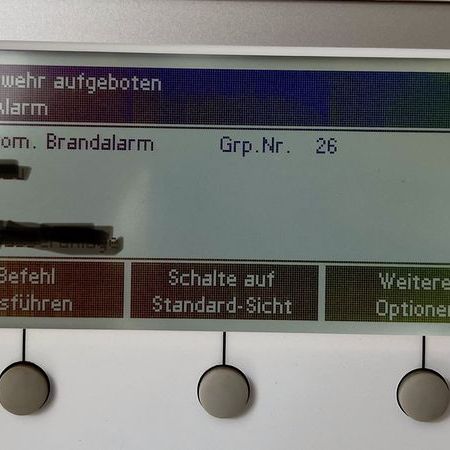 wehr aufgeboten
Alarm
om. Brandalarm Grp.Nr. 26
Befehl Schalte auf Weitere
sführen Standard-Sicht Optionen